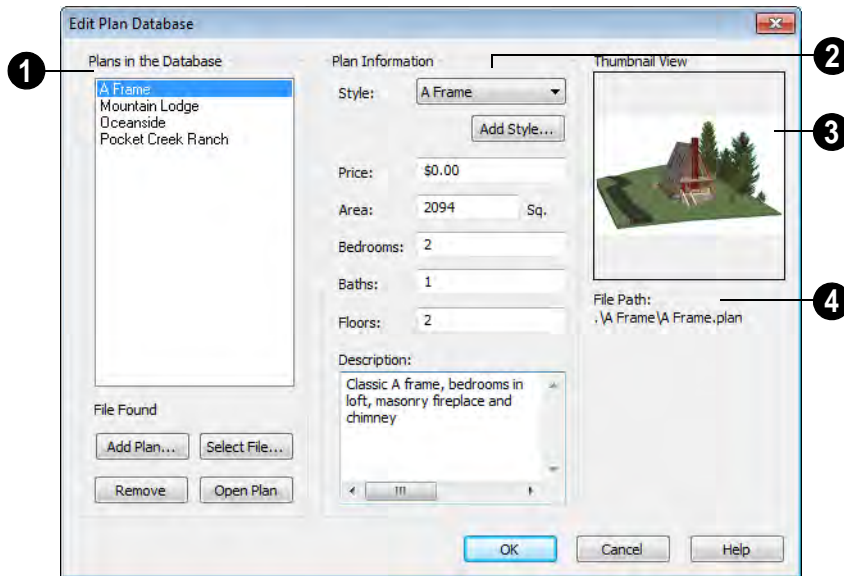 Edit Plan Database
1
Plans in the Database
A Frame
Mountain Lodge
Oceanside
Pocket Creek Ranch
File Found
Add Plan...
Select File...
Remove
Open Plan
Plan Information
2
Style:
A Frame
Add Style...
Price:
$0.00
Area:
2094
Sq.
Bedrooms:
2
Baths:
1
Floors:
2
Description:
Classic A frame, bedrooms in
loft, masonry fireplace and
chimney
Thumbnail View
3
File Path:
.\A Frame\A Frame.plan
4
OK
Cancel
Help